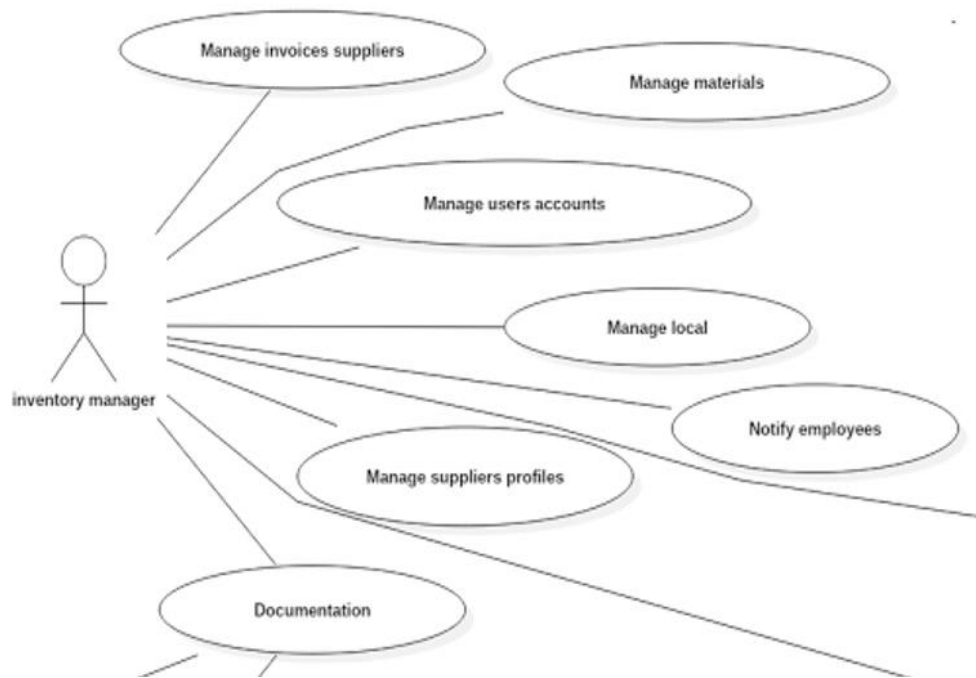 Manage invoices suppliers
Manage materials
Manage users accounts
Manage local
inventory manager
Notify employees
Manage suppliers profiles
Documentation